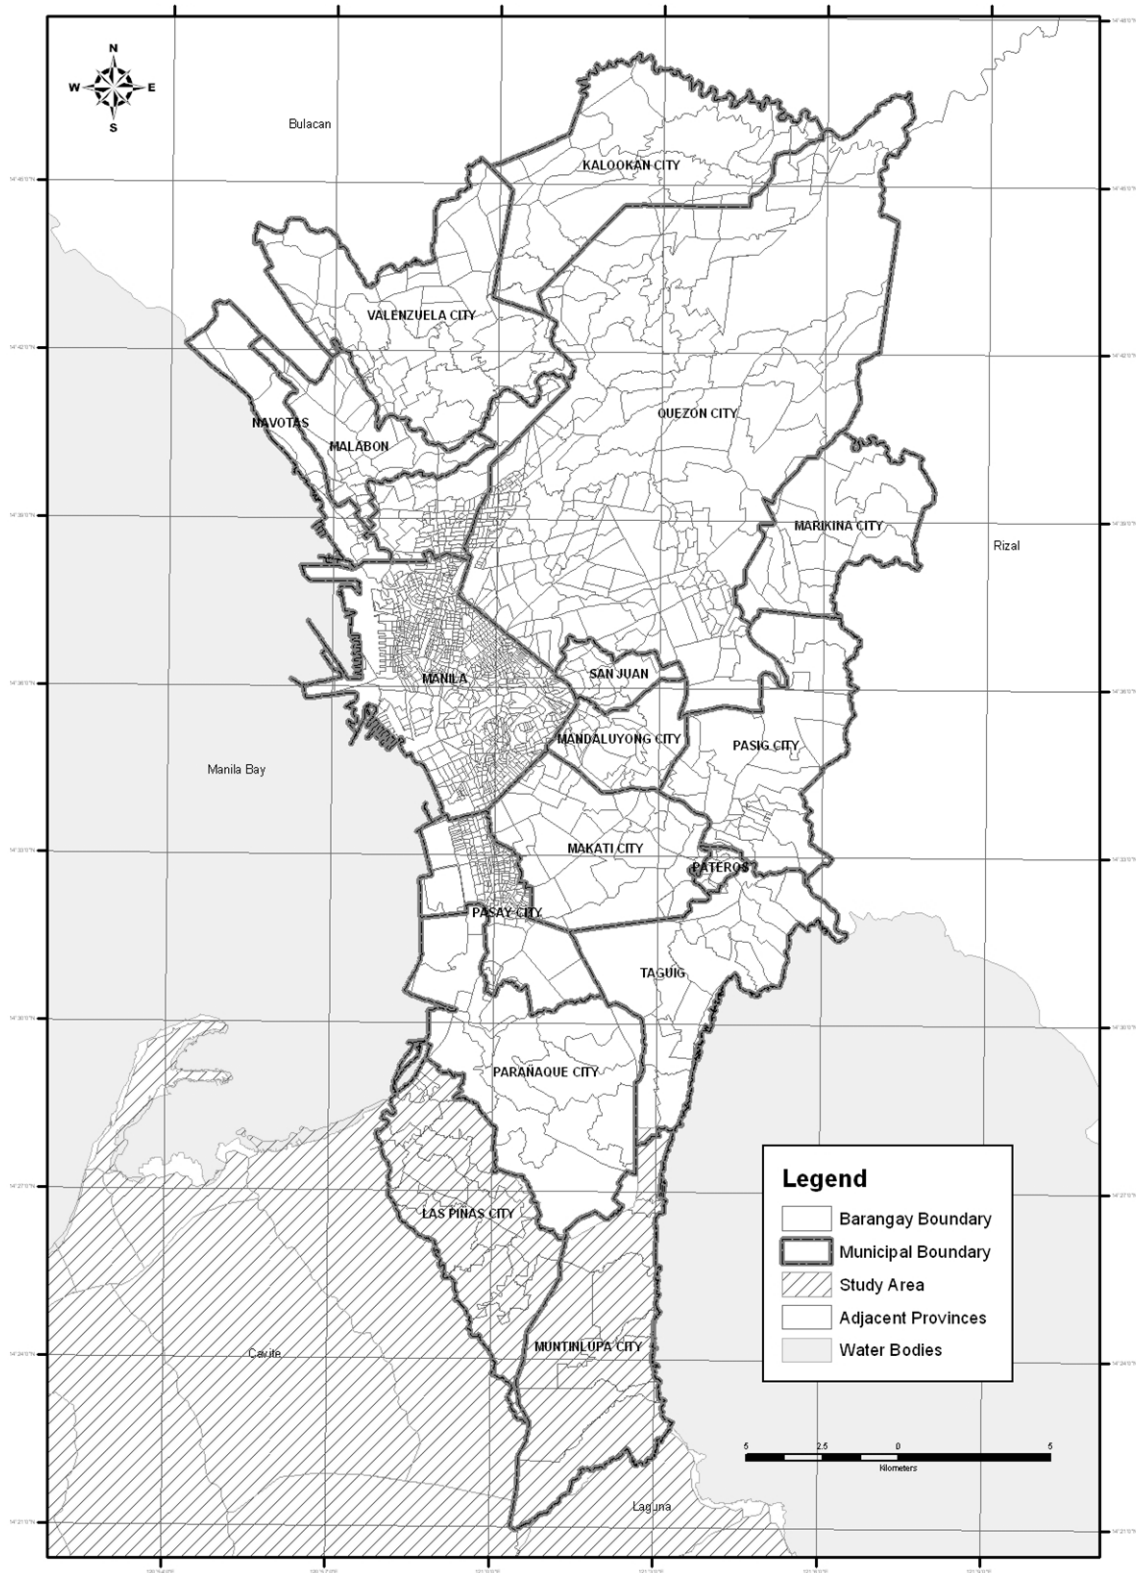 N
W E
S
Bulacan
KALOOKAN CITY
VALENZUELA CITY
QUEZON CITY
NAVOTAS
MALABON
MARIKINA CITY
Rizal
SAN JUAN
MANILA
MANDALUYONG CITY
PASIG CITY
Manila Bay
MAKATI CITY
PATEROS
PASAY CITY
TAGUIG
PARAÑAQUE CITY
LAS PIÑAS CITY
MUNTINLUPA CITY
Cavite
Laguna
Legend
Barangay Boundary
Municipal Boundary
Study Area
Adjacent Provinces
Water Bodies
5 2.5 0 5
Kilometers